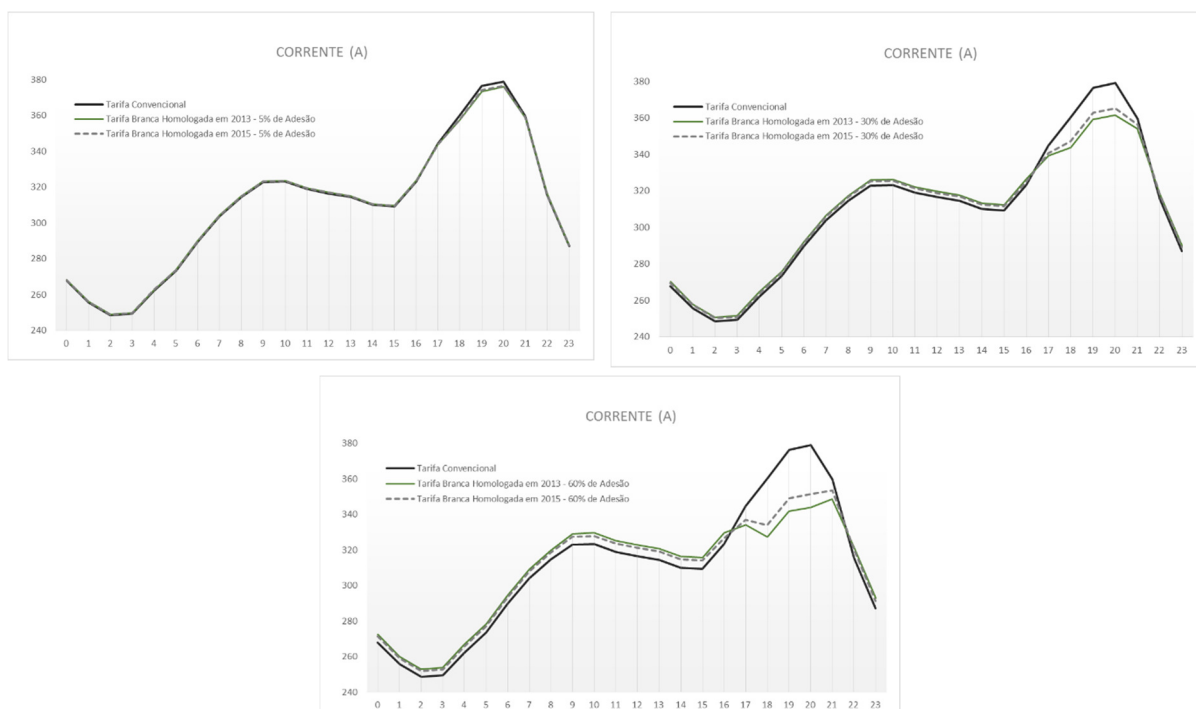 CORRENTE (A)
380
360
340
320
300
280
260
240
Tarifa Convencional
Tarifa Branca Homologada em 2013 - 5% de Adesão
Tarifa Branca Homologada em 2015 - 5% de Adesão
0 1 2 3 4 5 6 7 8 9 10 11 12 13 14 15 16 17 18 19 20 21 22 23
CORRENTE (A)
380
360
340
320
300
280
260
240
Tarifa Convencional
Tarifa Branca Homologada em 2013 - 30% de Adesão
Tarifa Branca Homologada em 2015 - 30% de Adesão
0 1 2 3 4 5 6 7 8 9 10 11 12 13 14 15 16 17 18 19 20 21 22 23
CORRENTE (A)
380
360
340
320
300
280
260
240
Tarifa Convencional
Tarifa Branca Homologada em 2013 - 60% de Adesão
Tarifa Branca Homologada em 2015 - 60% de Adesão
0 1 2 3 4 5 6 7 8 9 10 11 12 13 14 15 16 17 18 19 20 21 22 23